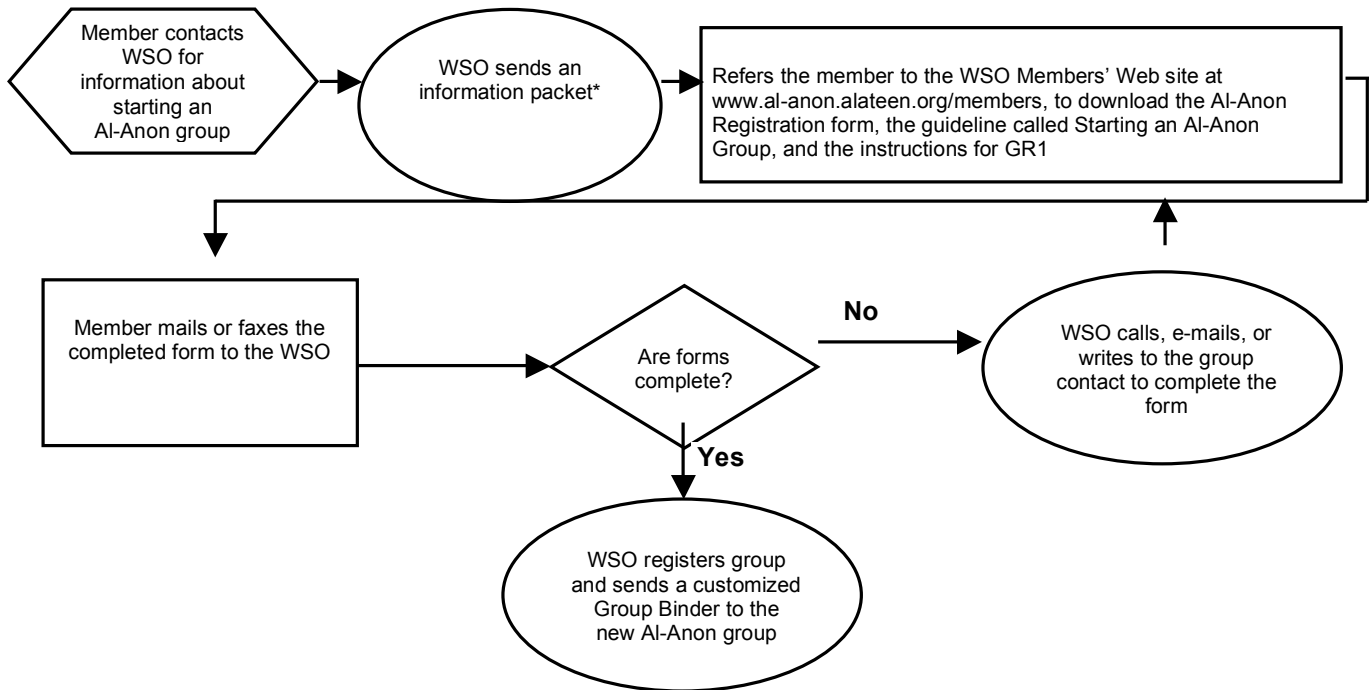 Member contacts
WSO for
information about
starting an
Al-Anon group
WSO sends an
information packet*
Refers the member to the WSO Members’ Web site at
www.al-anon.alateen.org/members, to download the Al-Anon
Registration form, the guideline called Starting an Al-Anon
Group, and the instructions for GR1
Member mails or faxes the
completed form to the WSO
Are forms
complete?
No
WSO calls, e-mails, or
writes to the group
contact to complete the
form
Yes
WSO registers group
and sends a customized
Group Binder to the
new Al-Anon group